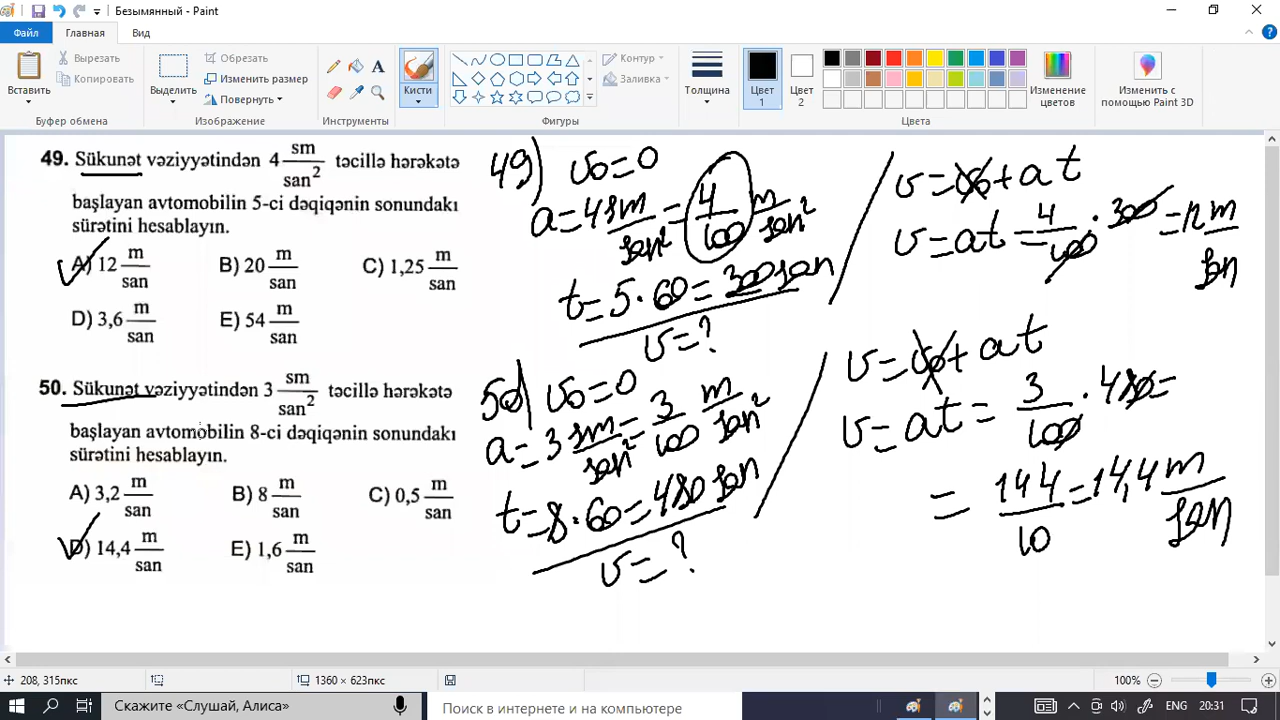 Безымянный - Paint
Файл Главная Вид
Вставить
Вырезать
Копировать
Буфер обмена
Выделить
Обрезать
Изменить размер
Повернуть
Изображение
A
Инструменты
Кисти
Контур
Заливка
Фигуры
Толщина
Цвет 1
Цвет 2
Изменение цветов
Цвета
Изменить с помощью Paint 3D
49. Sükunət vəziyyətindən 4 sm/san² təcillə hərəkətə
başlayan avtomobilin 5-ci dəqiqənin sonundakı
sürətini hesablayın.
A) 12 m/san B) 20 m/san C) 1,25 m/san
D) 3,6 m/san E) 54 m/san
49) v₀=0
a=4 sm/san²=4/100 m/san²
t=5·60=300 san
v=?
v=v₀+at
v=at=4/100·300=12 m/san
50. Sükunət vəziyyətindən 3 sm/san² təcillə hərəkətə
başlayan avtomobilin 8-ci dəqiqənin sonundakı
sürətini hesablayın.
A) 3,2 m/san B) 8 m/san C) 0,5 m/san
D) 14,4 m/san E) 1,6 m/san
50) v₀=0
a=3 sm/san²=3/100 m/san²
t=8·60=480 san
v=?
v=v₀+at
v=at=3/100·480=
=144/10=14,4 m/san
208, 315пкс 1360 × 623пкс 100%
Скажите «Слушай, Алиса» Поиск в интернете и на компьютере ENG 20:31